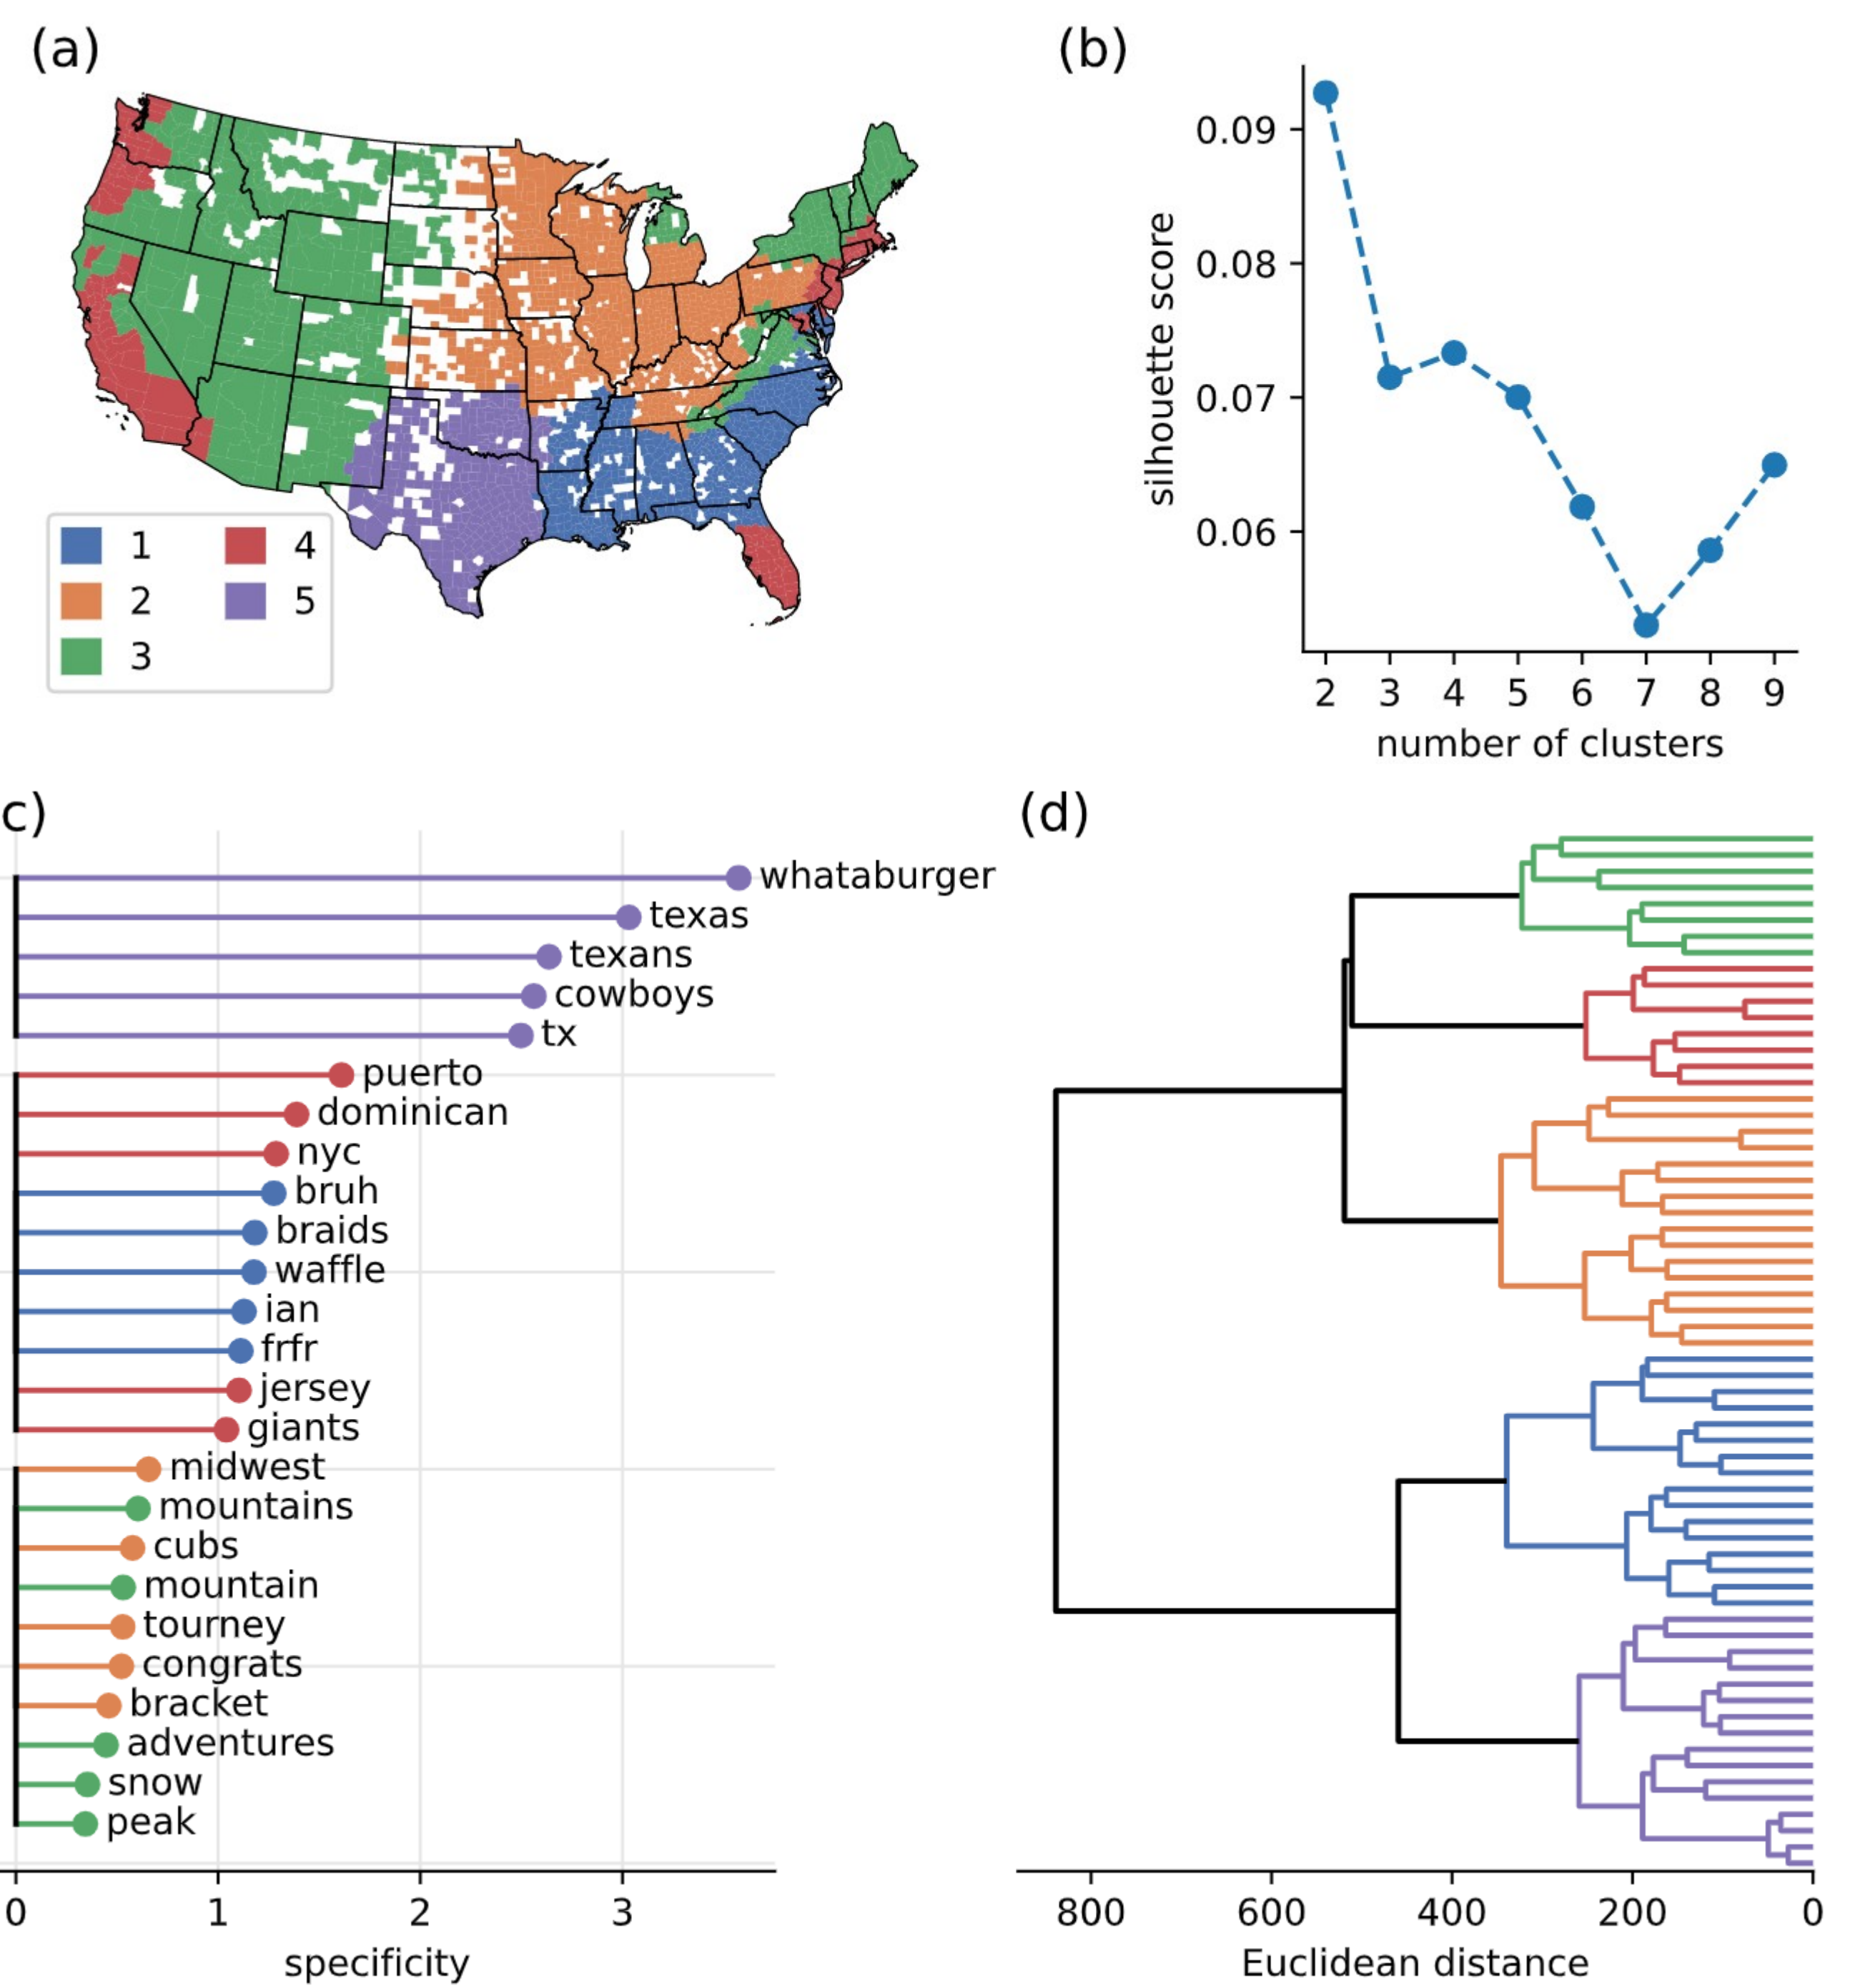 (a)
1
4
2
5
3
(b)
0.09
0.08
0.07
0.06
silhouette score
2 3 4 5 6 7 8 9
number of clusters
c)
whataburger
texas
texans
cowboys
tx
puerto
dominican
nyc
bruh
braids
waffle
ian
frfr
jersey
giants
midwest
mountains
cubs
mountain
tourney
congrats
bracket
adventures
snow
peak
0 1 2 3
specificity
(d)
800 600 400 200 0
Euclidean distance